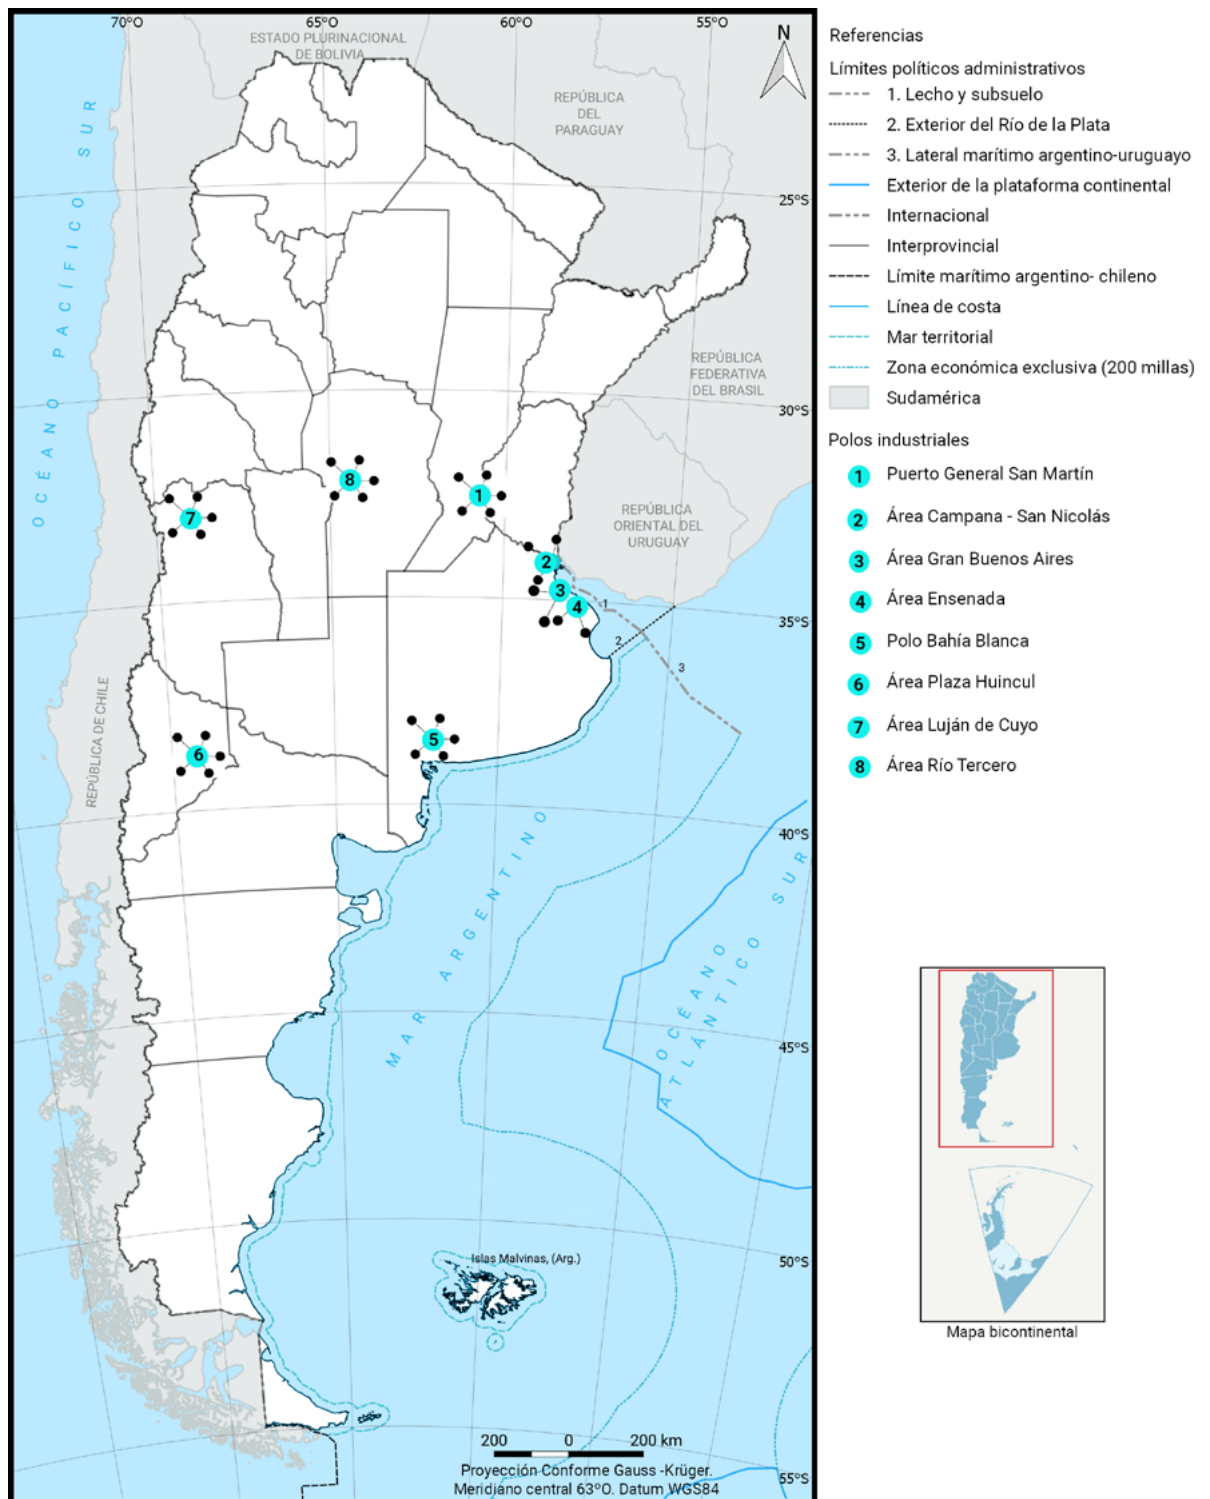 70ºO
65ºO
60ºO
55ºO
ESTADO PLURINACIONAL
DE BOLIVIA
N
REPÚBLICA
DEL
PARAGUAY
OCÉANO PACÍFICO SUR
25ºS
REPÚBLICA
FEDERATIVA
DEL BRASIL
30ºS
8
1
7
REPÚBLICA
ORIENTAL DEL
URUGUAY
2
3
4
1
35ºS
2
3
REPÚBLICA DE CHILE
5
6
40ºS
MAR ARGENTINO
OCÉANO
ATLÁNTICO SUR
45ºS
Islas Malvinas, (Arg.)
50ºS
200 0 200 km
Proyección Conforme Gauss -Krüger.
Meridiano central 63ºO. Datum WGS84
55ºS
Referencias
Límites políticos administrativos
1. Lecho y subsuelo
2. Exterior del Río de la Plata
3. Lateral marítimo argentino-uruguayo
Exterior de la plataforma continental
Internacional
Interprovincial
Límite marítimo argentino- chileno
Línea de costa
Mar territorial
Zona económica exclusiva (200 millas)
Sudamérica
Polos industriales
1 Puerto General San Martín
2 Área Campana - San Nicolás
3 Área Gran Buenos Aires
4 Área Ensenada
5 Polo Bahía Blanca
6 Área Plaza Huincul
7 Área Luján de Cuyo
8 Área Río Tercero
Mapa bicontinental